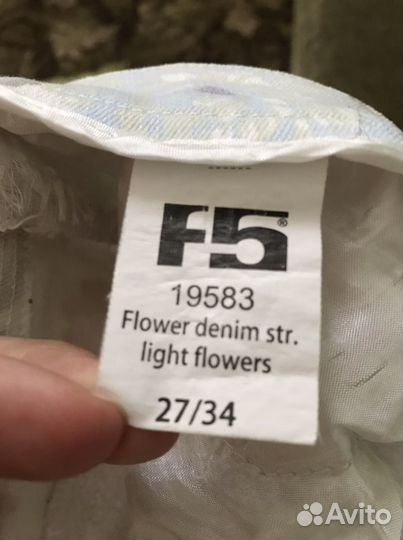 F5®
19583
Flower denim str.
light flowers
27/34
Avito